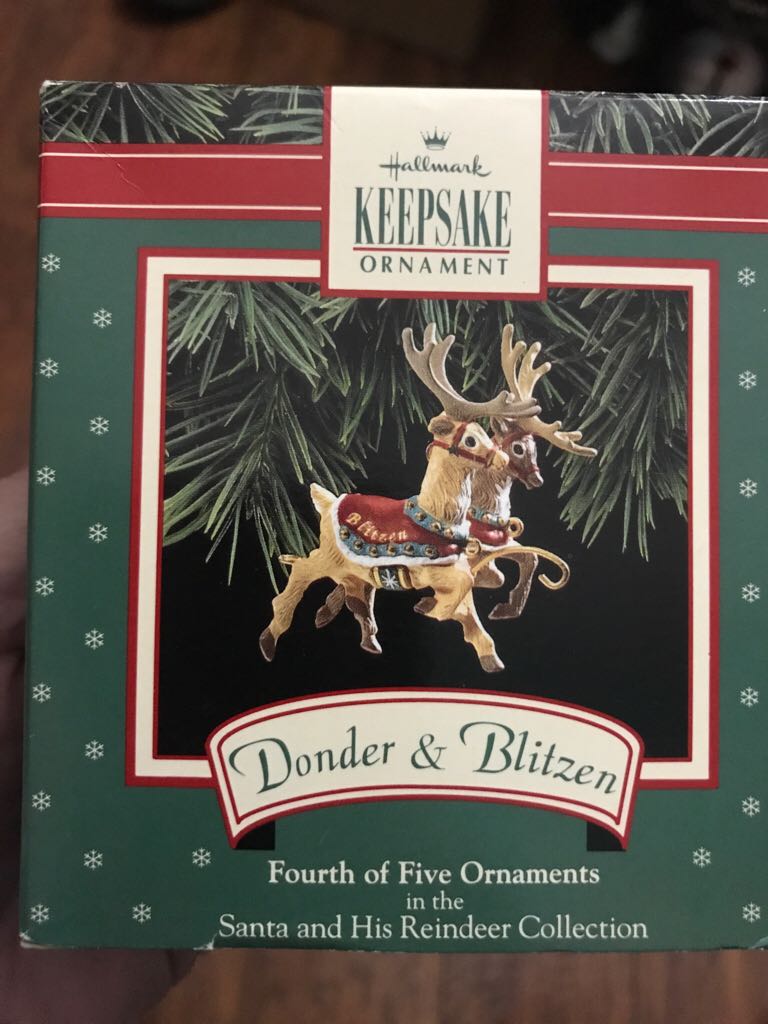 Hallmark
KEEPSAKE
ORNAMENT
Blitzen
Donder & Blitzen
Fourth of Five Ornaments
in the
Santa and His Reindeer Collection